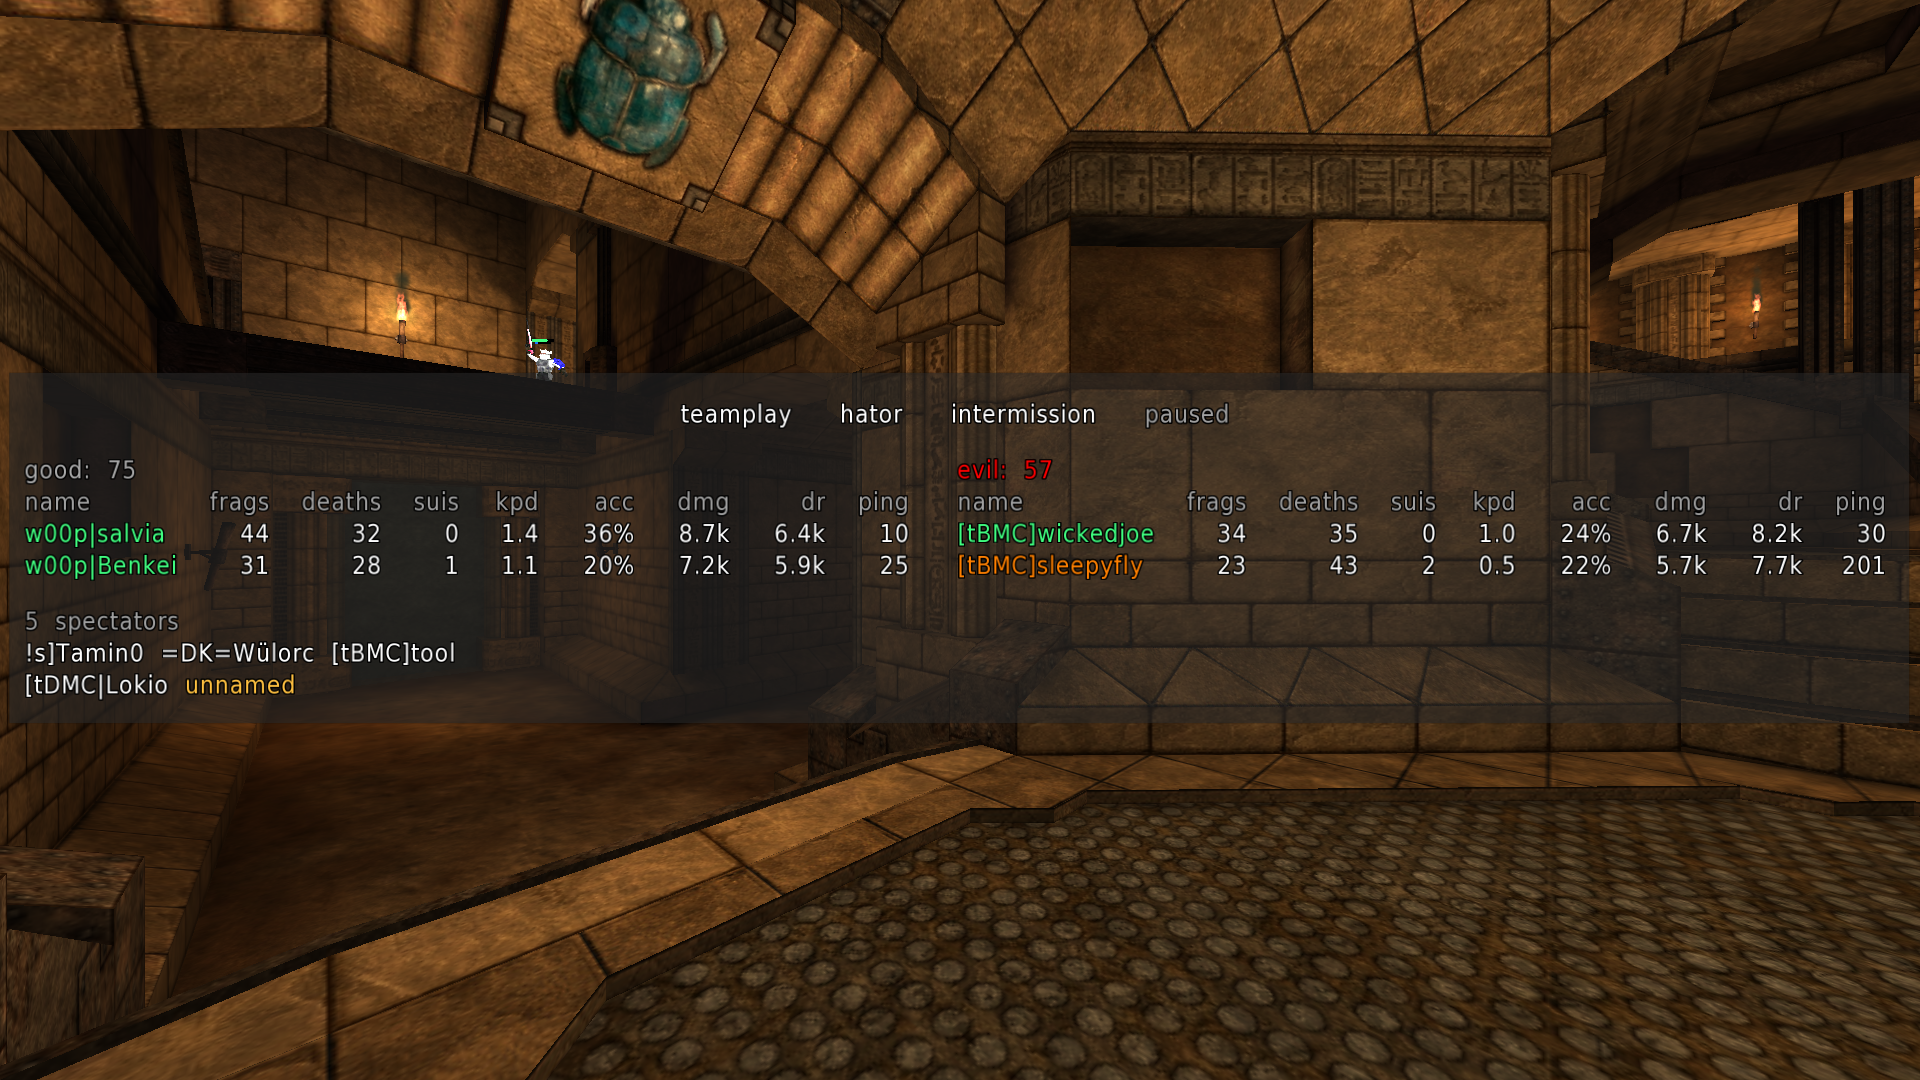 teamplay hator intermission paused
good: 75
name frags deaths suis kpd acc dmg dr ping
w00p|salvia 44 32 0 1.4 36% 8.7k 6.4k 10
w00p|Benkei 31 28 1 1.1 20% 7.2k 5.9k 25
evil: 57
name frags deaths suis kpd acc dmg dr ping
[tBMC]wickedjoe 34 35 0 1.0 24% 6.7k 8.2k 30
[tBMC]sleepyfly 23 43 2 0.5 22% 5.7k 7.7k 201
5 spectators
!s]Tamin0 =DK=Wülorc [tBMC]tool
[tDMC|Lokio unnamed